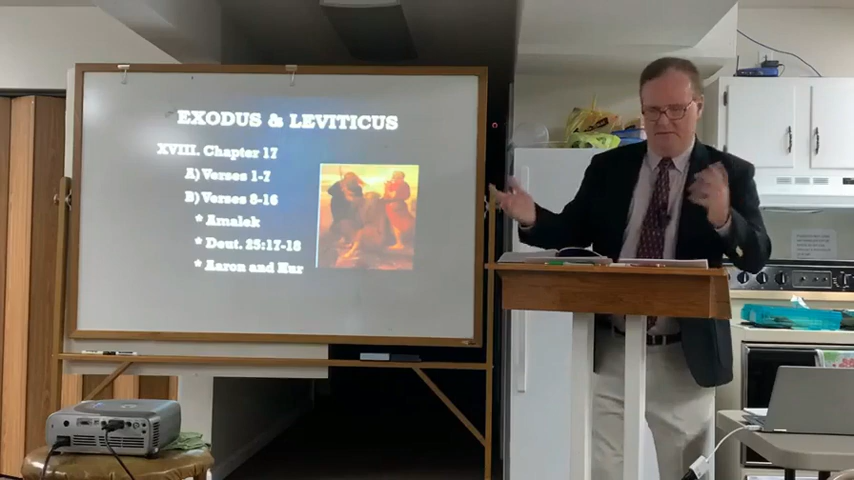 EXODUS & LEVITICUS
XVIII. Chapter 17
A) Verses 1-7
B) Verses 8-16
* Amalek
* Deut. 25:17-18
* Aaron and Hur